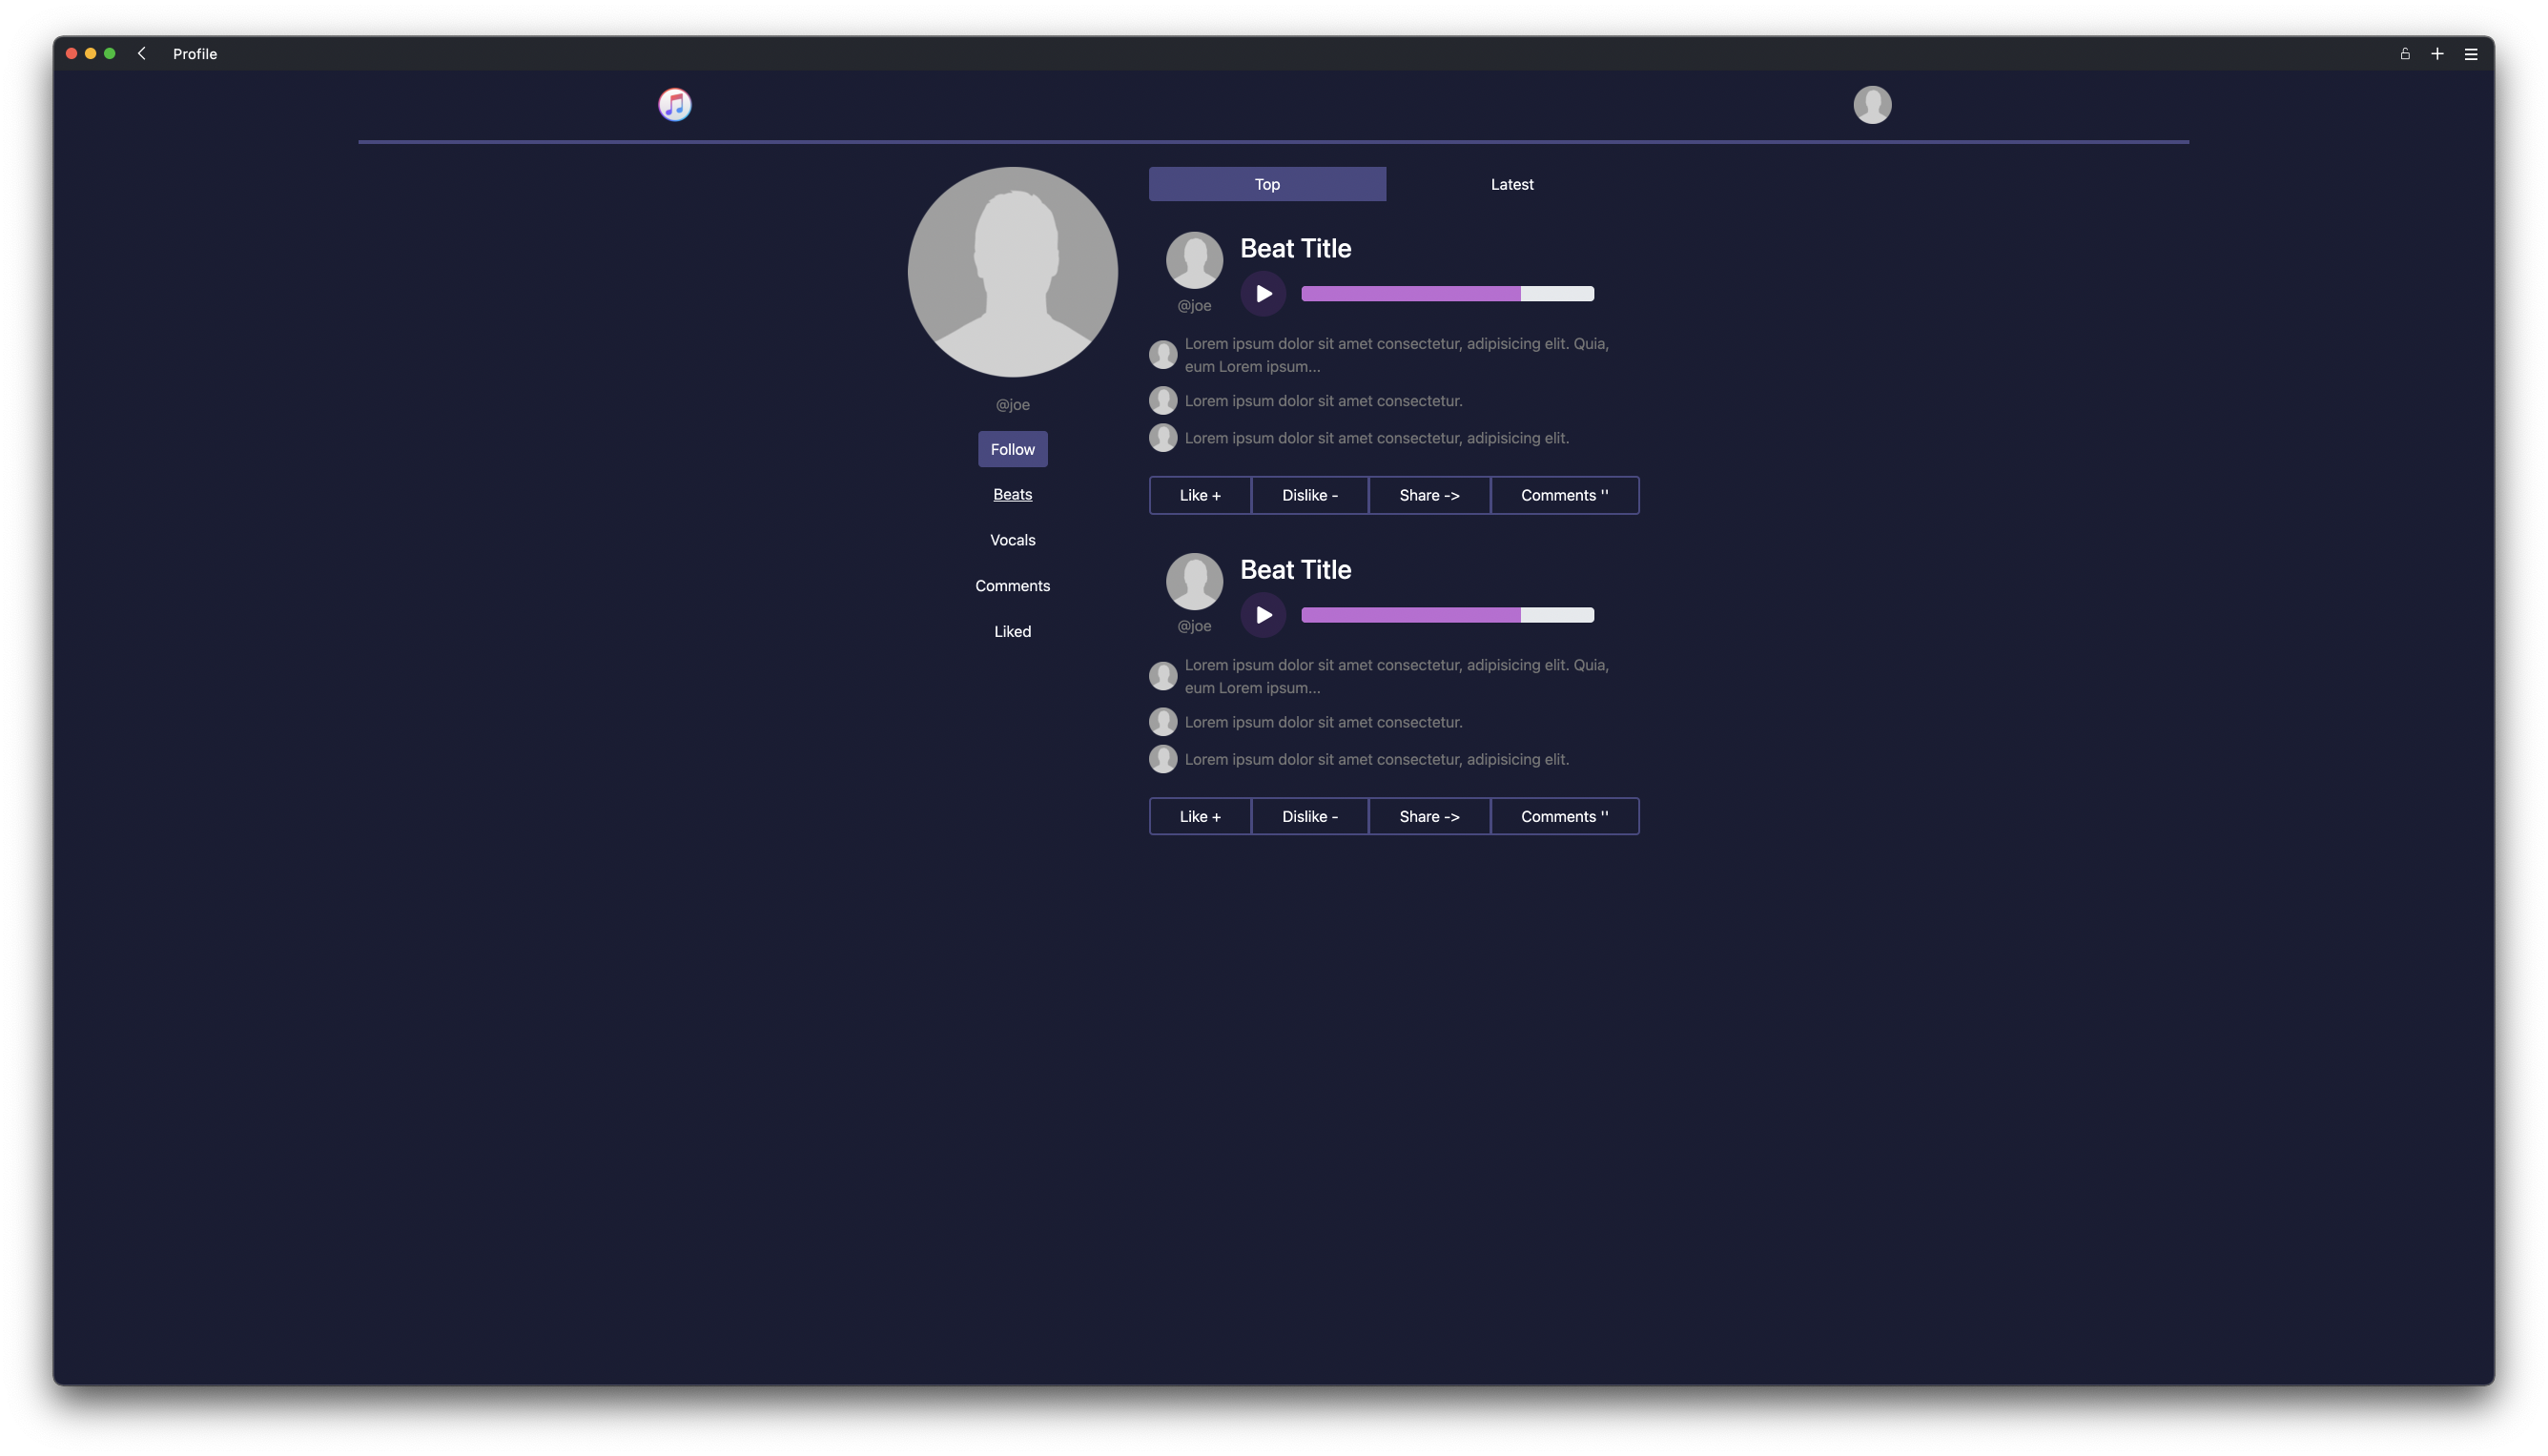 Profile
@joe
Follow
Beats
Vocals
Comments
Liked
Top
Latest
Beat Title
@joe
Lorem ipsum dolor sit amet consectetur, adipisicing elit. Quia,
eum Lorem ipsum...
Lorem ipsum dolor sit amet consectetur.
Lorem ipsum dolor sit amet consectetur, adipisicing elit.
Like +
Dislike -
Share ->
Comments ''
Beat Title
@joe
Lorem ipsum dolor sit amet consectetur, adipisicing elit. Quia,
eum Lorem ipsum...
Lorem ipsum dolor sit amet consectetur.
Lorem ipsum dolor sit amet consectetur, adipisicing elit.
Like +
Dislike -
Share ->
Comments ''